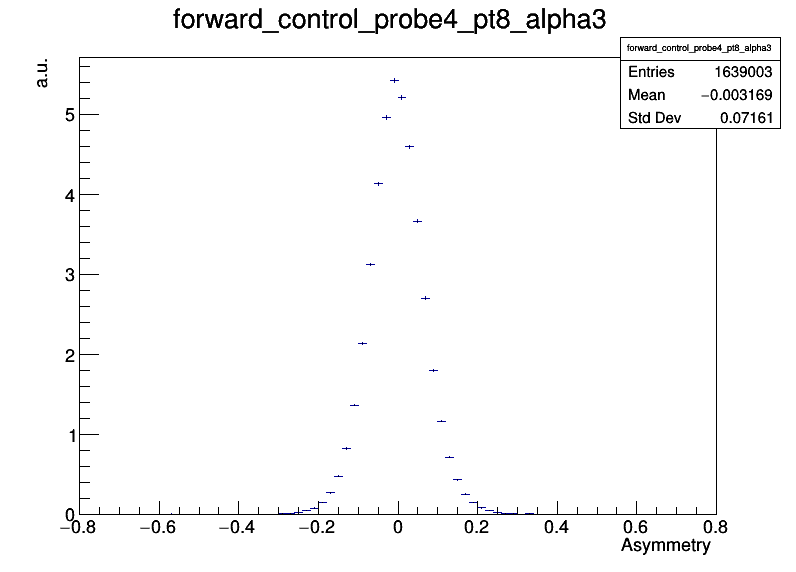 forward_control_probe4_pt8_alpha3
forward_control_probe4_pt8_alpha3
Entries 1639003
Mean −0.003169
Std Dev 0.07161
a.u.
5
4
3
2
1
0
−0.8 −0.6 −0.4 −0.2 0 0.2 0.4 0.6 0.8
Asymmetry